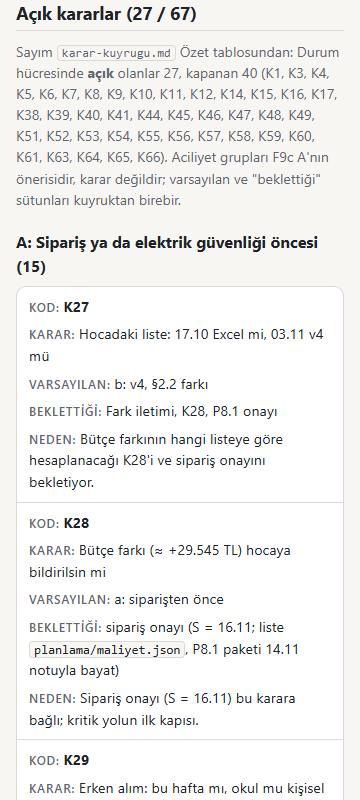 Açık kararlar (27 / 67)
Sayım karar-kuyrugu.md Özet tablosundan: Durum
hücresinde açık olanlar 27, kapanan 40 (K1, K3, K4,
K5, K6, K7, K8, K9, K10, K11, K12, K14, K15, K16, K17,
K38, K39, K40, K41, K44, K45, K46, K47, K48, K49,
K51, K52, K53, K54, K55, K56, K57, K58, K59, K60,
K61, K63, K64, K65, K66). Aciliyet grupları F9c A'nın
önerisidir, karar değildir; varsayılan ve "beklettiği"
sütunları kuyruktan birebir.
A: Sipariş ya da elektrik güvenliği öncesi
(15)
KOD: K27
KARAR: Hocadaki liste: 17.10 Excel mi, 03.11 v4
mü
VARSAYILAN: b: v4, §2.2 farkı
BEKLETTİĞİ: Fark iletimi, K28, P8.1 onayı
NEDEN: Bütçe farkının hangi listeye göre
hesaplanacağı K28'i ve sipariş onayını
bekletiyor.
KOD: K28
KARAR: Bütçe farkı (≈ +29.545 TL) hocaya
bildirilsin mi
VARSAYILAN: a: siparişten önce
BEKLETTİĞİ: sipariş onayı (S = 16.11; liste
planlama/maliyet.json, P8.1 paketi 14.11
notuyla bayat)
NEDEN: Sipariş onayı (S = 16.11) bu karara
bağlı; kritik yolun ilk kapısı.
KOD: K29
KARAR: Erken alım: bu hafta mı, okul mu kişisel